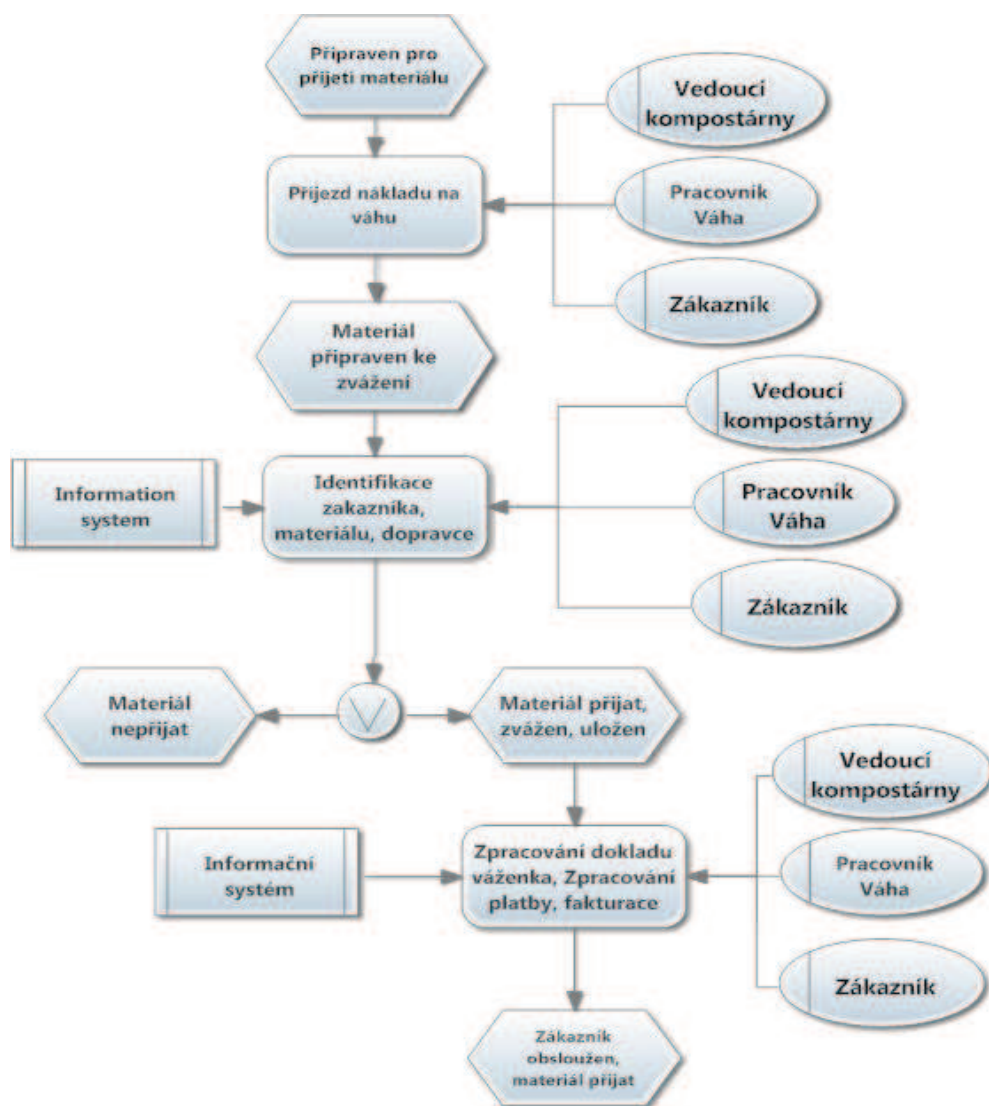 Připraven pro
přijetí materiálu
Vedoucí
kompostárny
Příjezd nákladu na
váhu
Pracovník
Váha
Zákazník
Materiál
připraven ke
zvážení
Vedoucí
kompostárny
Information
system
Identifikace
zakazníka,
materiálu, dopravce
Pracovník
Váha
Zákazník
Materiál
nepřijat
Materiál přijat,
zvážen, uložen
Vedoucí
kompostárny
Informační
systém
Zpracování dokladu
váženka, Zpracování
platby, fakturace
Pracovník
Váha
Zákazník
Zákazník
obsloužen,
materiál přijat